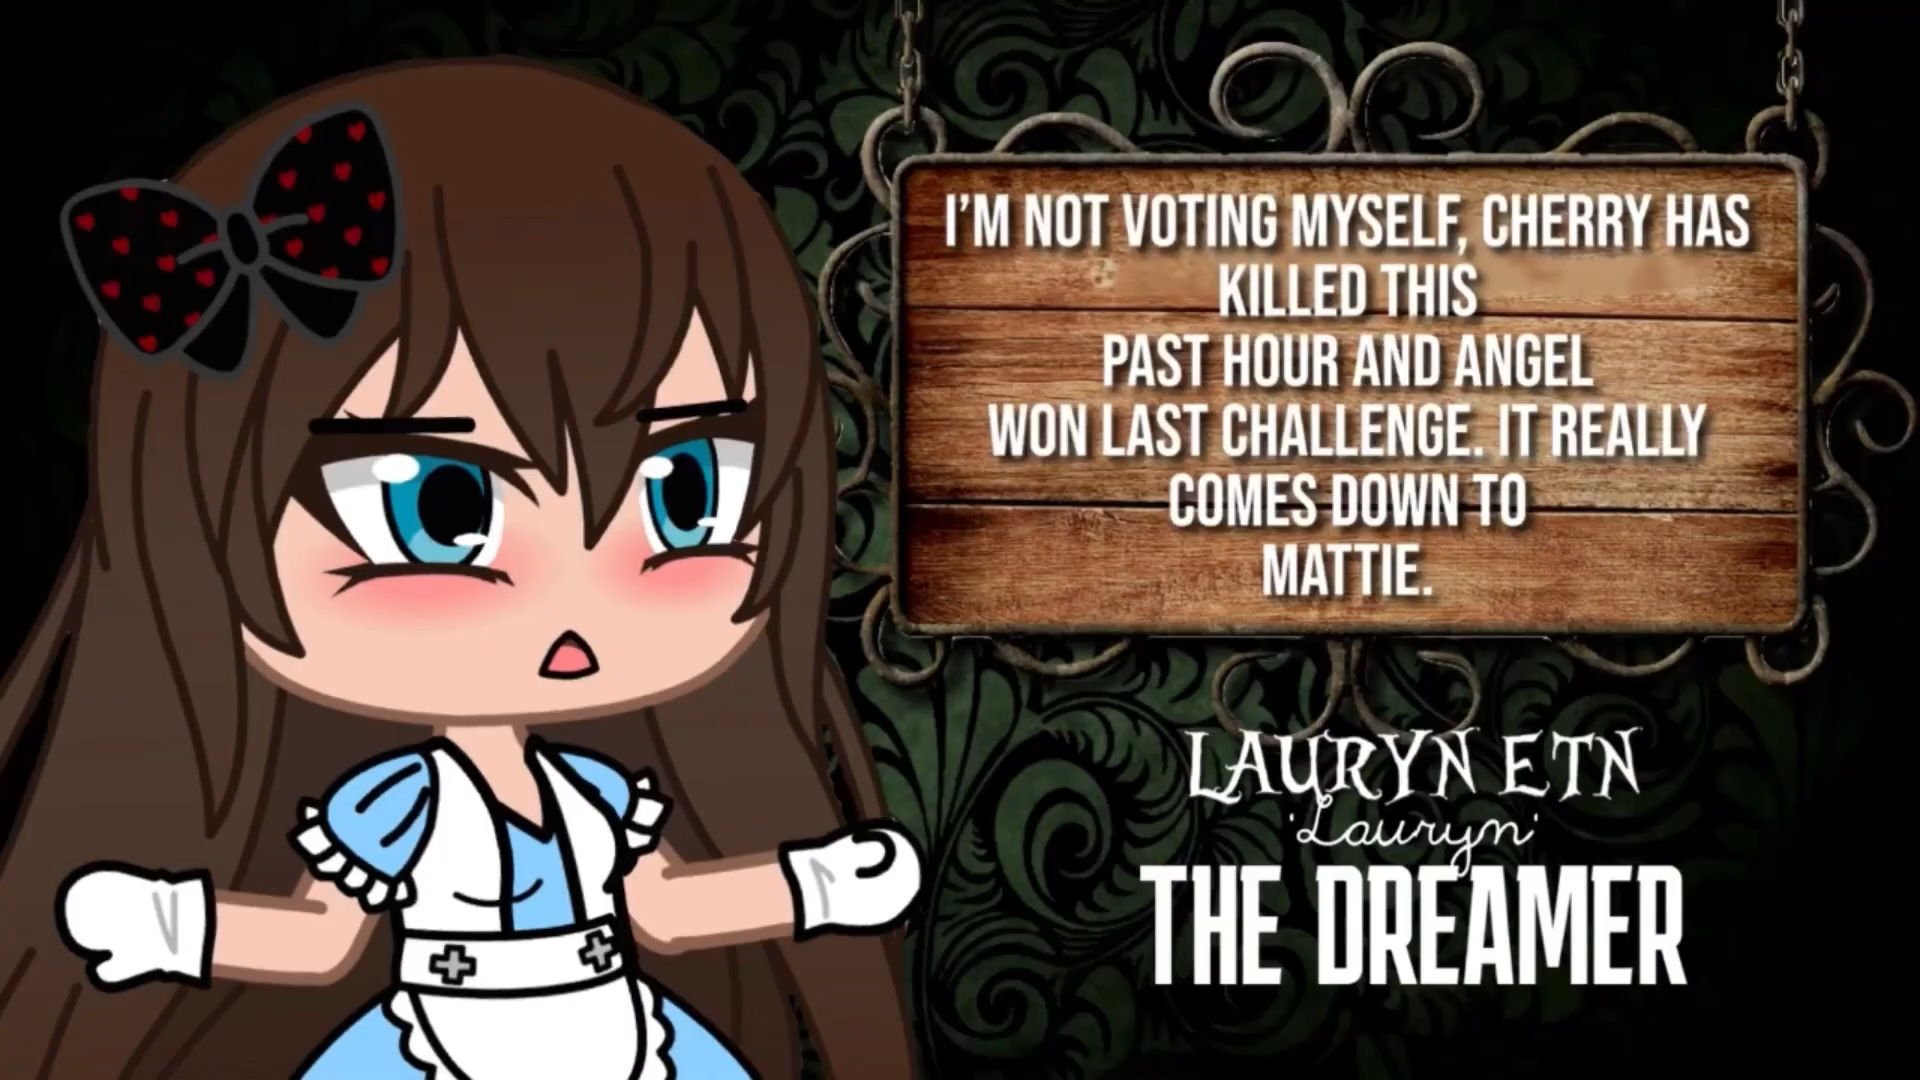 I'M NOT VOTING MYSELF, CHERRY HAS
KILLED THIS
PAST HOUR AND ANGEL
WON LAST CHALLENGE. IT REALLY
COMES DOWN TO
MATTIE.
LAURYN ETN
'Lauryn'
THE DREAMER